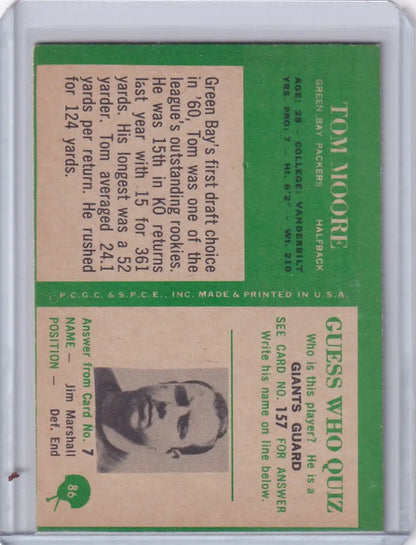 TOM MOORE
GREEN BAY PACKERS HALFBACK
AGE: 28 - COLLEGE: VANDERBILT
YRS. PRO: 7 - Ht. 6'2" - Wt. 210
Green Bay's first draft choice
in '60, Tom was one of the
league's outstanding rookies.
He was 15th in KO returns
last year with 15 for 361
yards. His longest was a 52
yarder. Tom averaged 24.1
yards per return. He rushed
for 124 yards.
©P.C.G.C. & S.P.C.E., INC. MADE & PRINTED IN U.S.A.
GUESS WHO QUIZ
Who is this player? He is a
GIANTS GUARD
SEE CARD NO. 157 FOR ANSWER
Write his name on line below.
Answer from Card No. 7
NAME — Jim Marshall
POSITION — Def. End
86